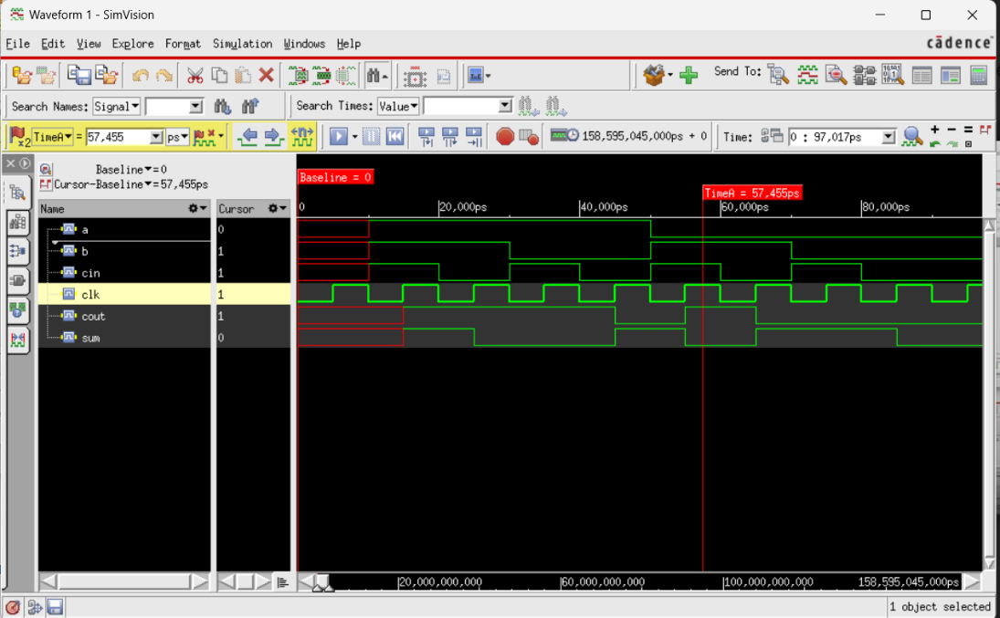 Waveform 1 - SimVision
File Edit View Explore Format Simulation Windows Help
cādence
Send To:
Search Names: Signal
Search Times: Value
x2 TimeA = 57,455 ps
158,595,045,000ps + 0
Time: 0 : 97,017ps
Baseline=0
Cursor-Baseline=57,455ps
Name Cursor
a 0
b 1
cin 1
clk 1
cout 1
sum 0
Baseline = 0
TimeA = 57,455ps
0 20,000ps 40,000ps 60,000ps 80,000ps
20,000,000,000 60,000,000,000 100,000,000,000 158,595,045,000ps
1 object selected